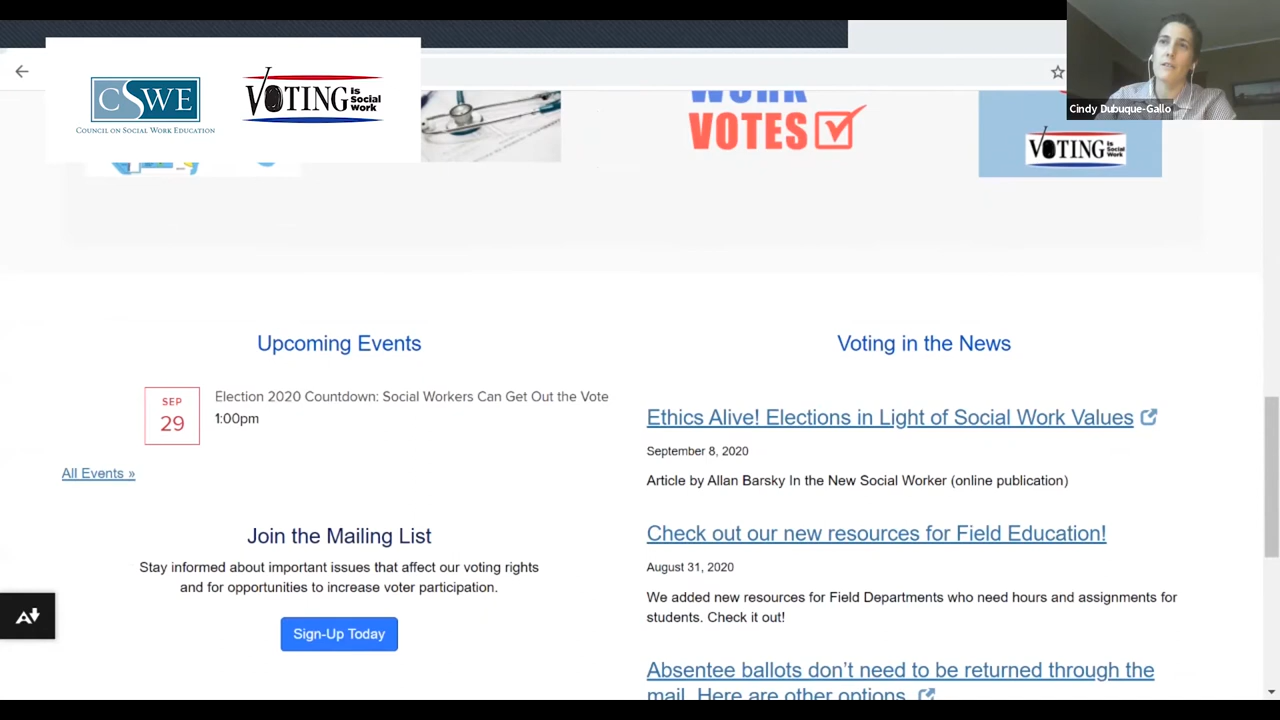 CSWE
COUNCIL ON SOCIAL WORK EDUCATION
VOTING is Social Work
WORK
VOTES
VOTING is Social Work
Cindy Dubuque-Gallo
Upcoming Events
SEP
29
Election 2020 Countdown: Social Workers Can Get Out the Vote
1:00pm
All Events »
Join the Mailing List
Stay informed about important issues that affect our voting rights
and for opportunities to increase voter participation.
Sign-Up Today
Voting in the News
Ethics Alive! Elections in Light of Social Work Values
September 8, 2020
Article by Allan Barsky In the New Social Worker (online publication)
Check out our new resources for Field Education!
August 31, 2020
We added new resources for Field Departments who need hours and assignments for
students. Check it out!
Absentee ballots don’t need to be returned through the
mail. Here are other options.